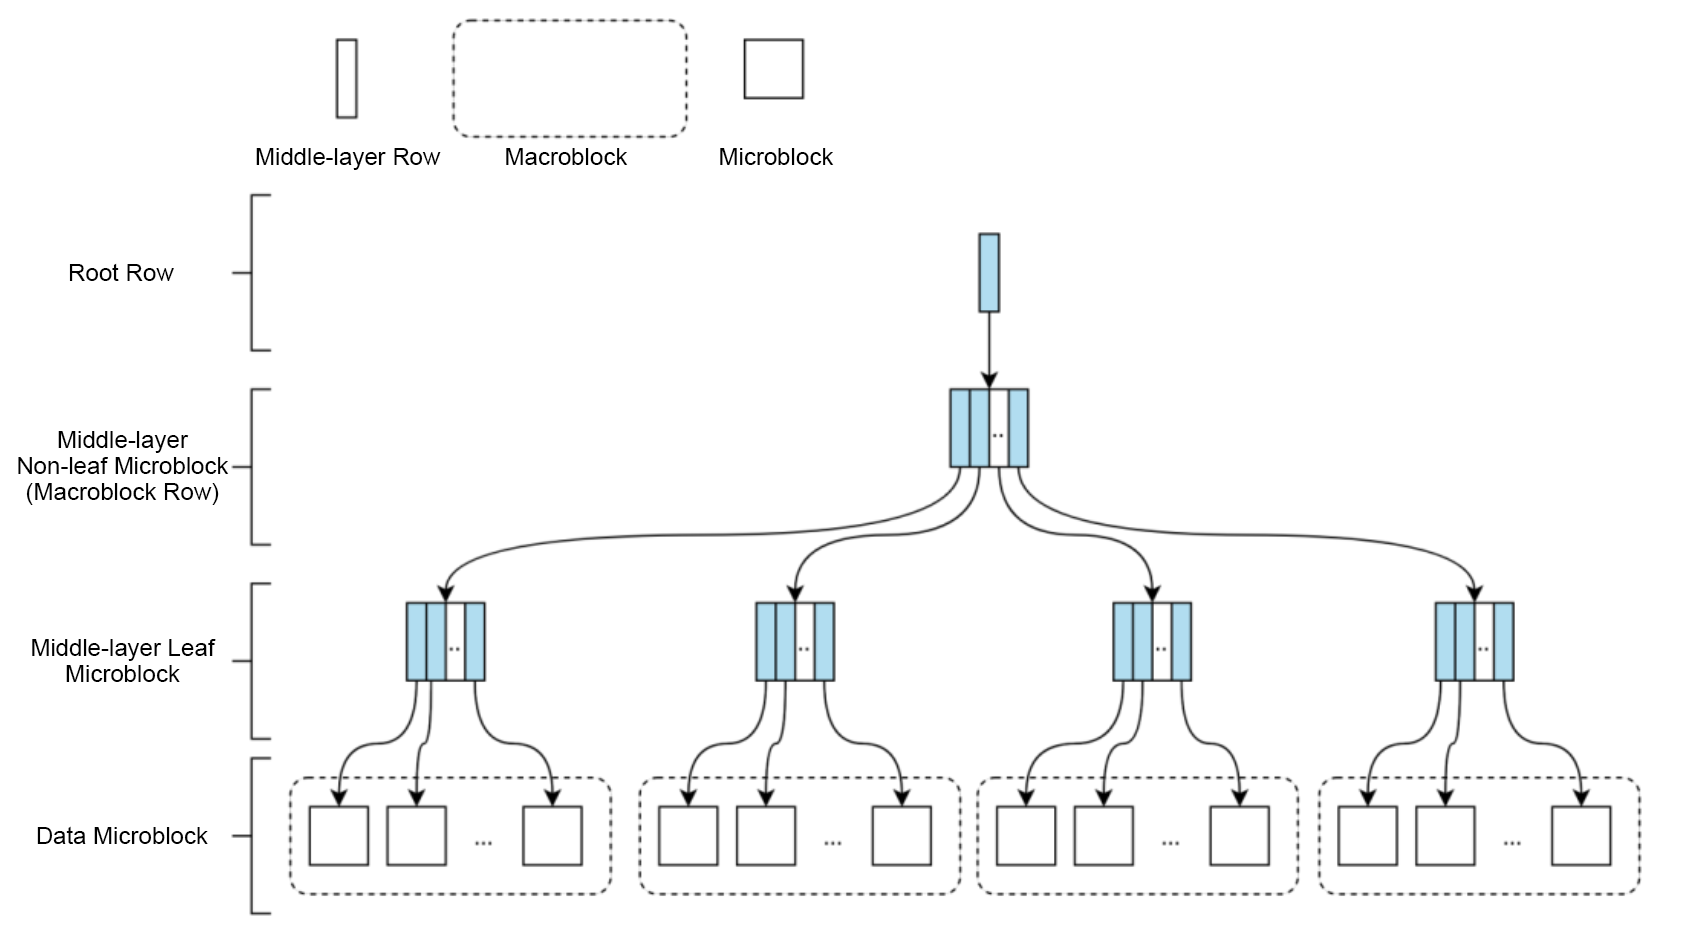 Middle-layer Row
Macroblock
Microblock
Root Row
Middle-layer
Non-leaf Microblock
(Macroblock Row)
..
Middle-layer Leaf
Microblock
..
..
..
..
Data Microblock
...
...
...
...